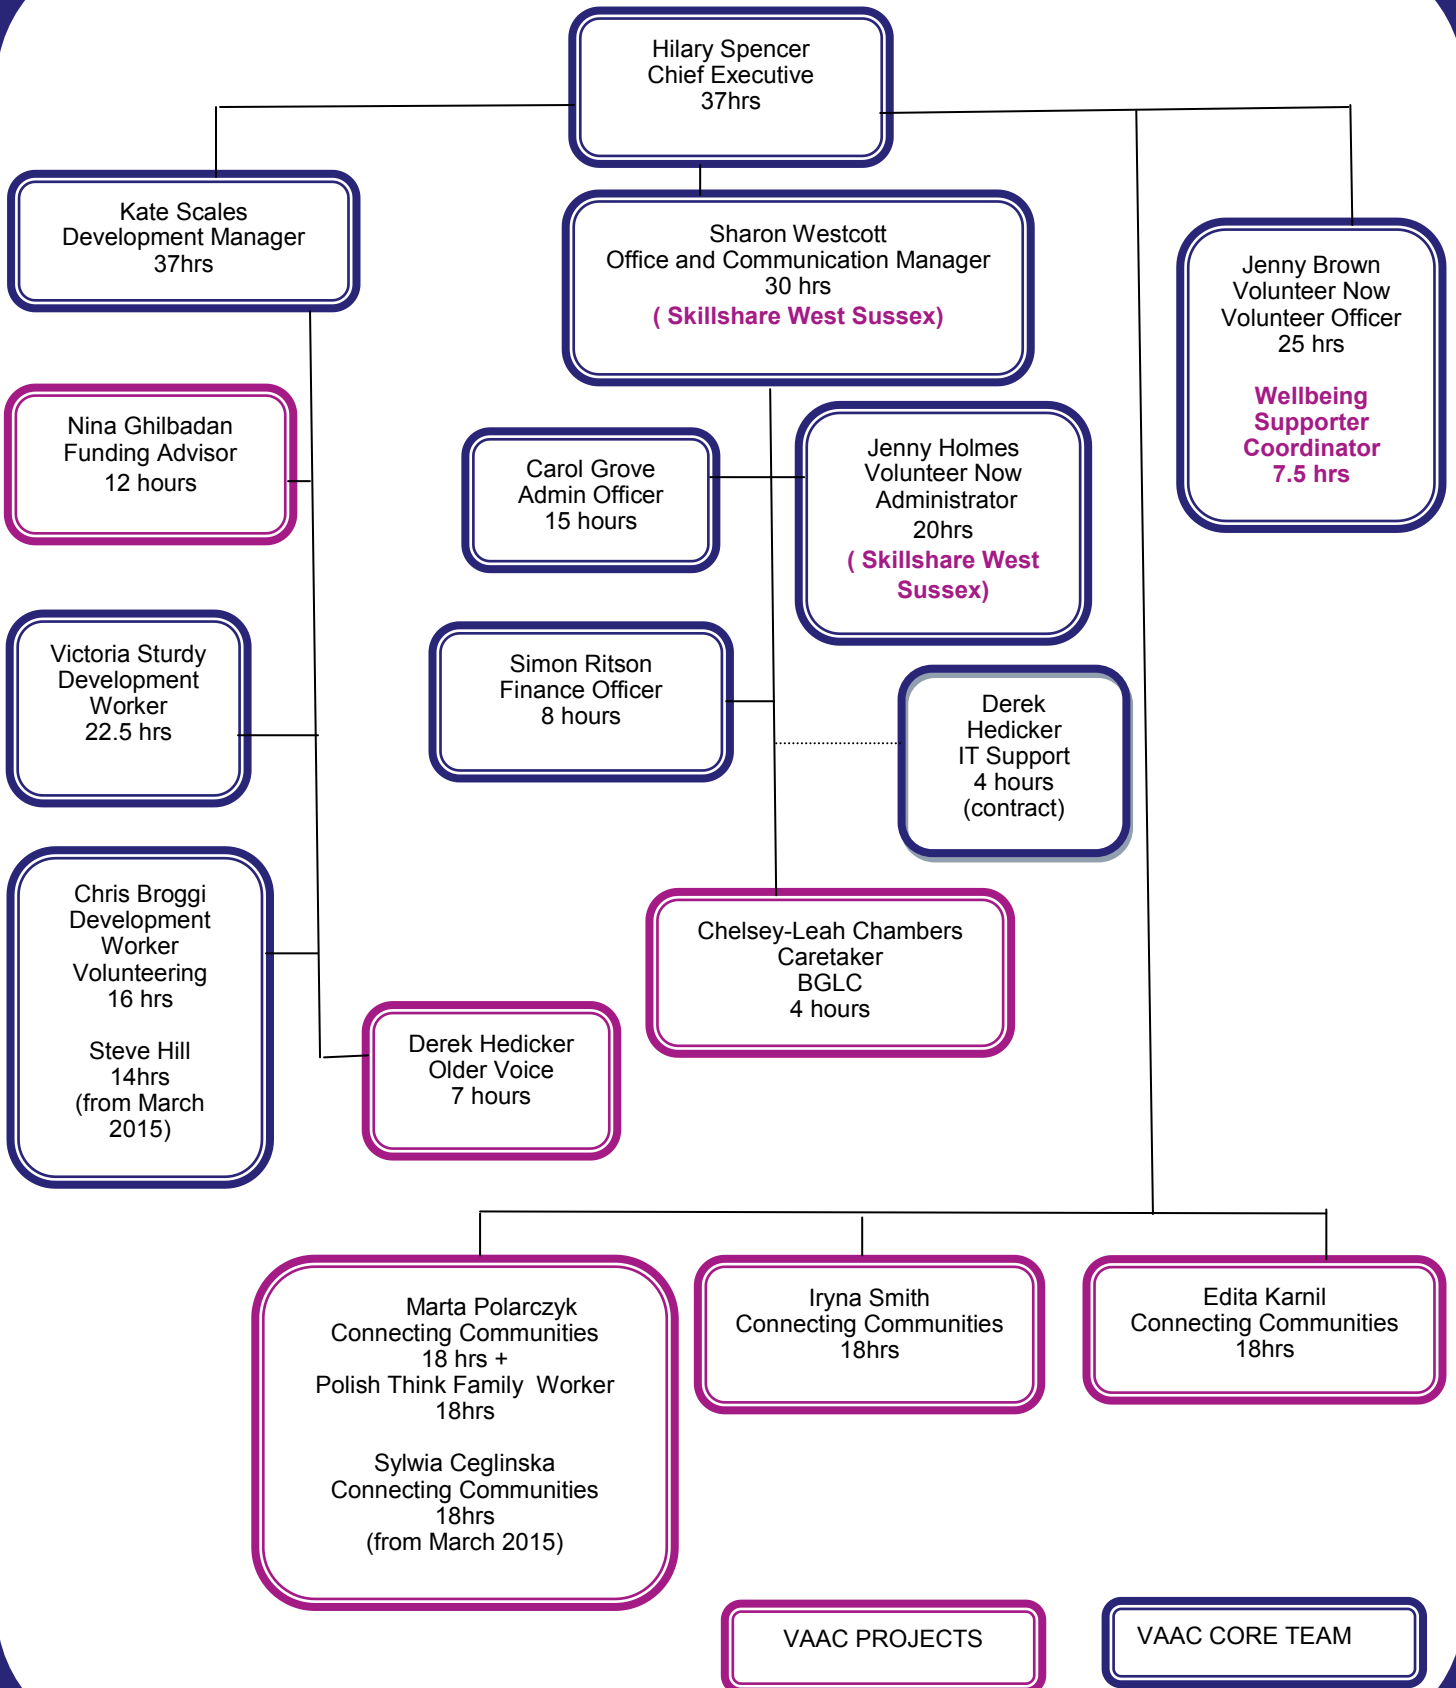 Hilary Spencer
Chief Executive
37hrs
Kate Scales
Development Manager
37hrs
Sharon Westcott
Office and Communication Manager
30 hrs
( Skillshare West Sussex)
Jenny Brown
Volunteer Now
Volunteer Officer
25 hrs
Wellbeing
Supporter
Coordinator
7.5 hrs
Nina Ghilbadan
Funding Advisor
12 hours
Carol Grove
Admin Officer
15 hours
Jenny Holmes
Volunteer Now
Administrator
20hrs
( Skillshare West
Sussex)
Victoria Sturdy
Development
Worker
22.5 hrs
Simon Ritson
Finance Officer
8 hours
Derek
Hedicker
IT Support
4 hours
(contract)
Chris Broggi
Development
Worker
Volunteering
16 hrs
Steve Hill
14hrs
(from March
2015)
Chelsey-Leah Chambers
Caretaker
BGLC
4 hours
Derek Hedicker
Older Voice
7 hours
Marta Polarczyk
Connecting Communities
18 hrs +
Polish Think Family  Worker
18hrs
Sylwia Ceglinska
Connecting Communities
18hrs
(from March 2015)
Iryna Smith
Connecting Communities
18hrs
Edita Karnil
Connecting Communities
18hrs
VAAC PROJECTS
VAAC CORE TEAM